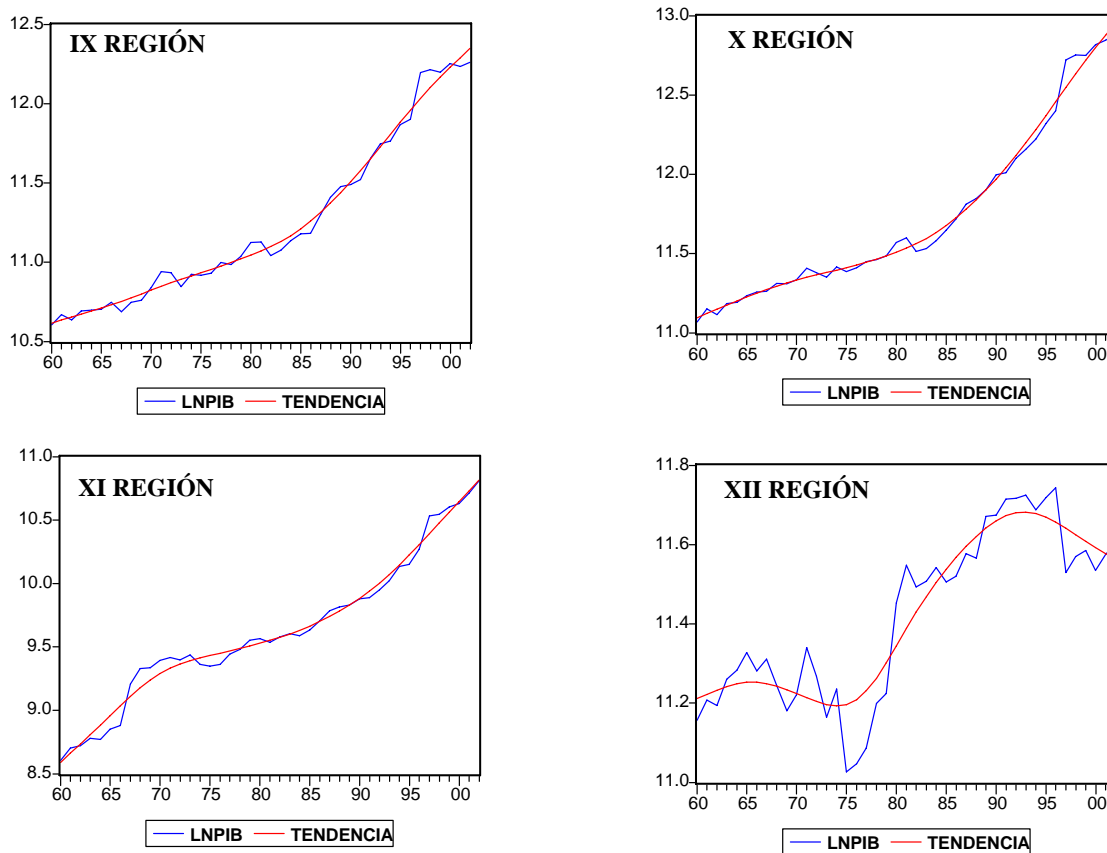 IX REGIÓN
12.5
12.0
11.5
11.0
10.5
60 65 70 75 80 85 90 95 00
LNPIB TENDENCIA
X REGIÓN
13.0
12.5
12.0
11.5
11.0
60 65 70 75 80 85 90 95 00
LNPIB TENDENCIA
XI REGIÓN
11.0
10.5
10.0
9.5
9.0
8.5
60 65 70 75 80 85 90 95 00
LNPIB TENDENCIA
XII REGIÓN
11.8
11.6
11.4
11.2
11.0
60 65 70 75 80 85 90 95 00
LNPIB TENDENCIA